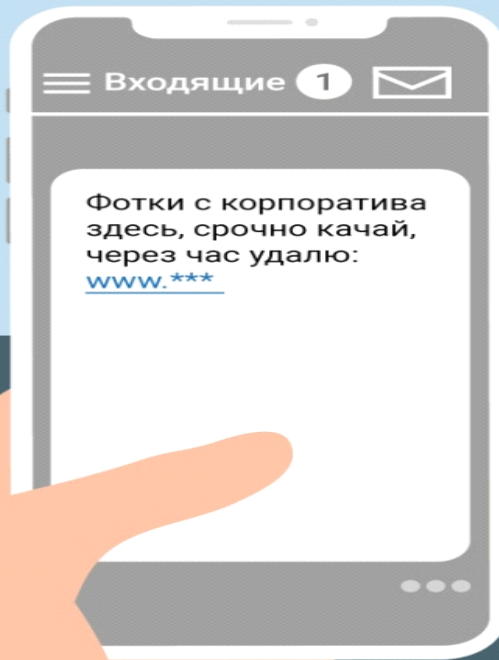 Входящие 1
Фотки с корпоратива
здесь, срочно качай,
через час удалю:
www.***